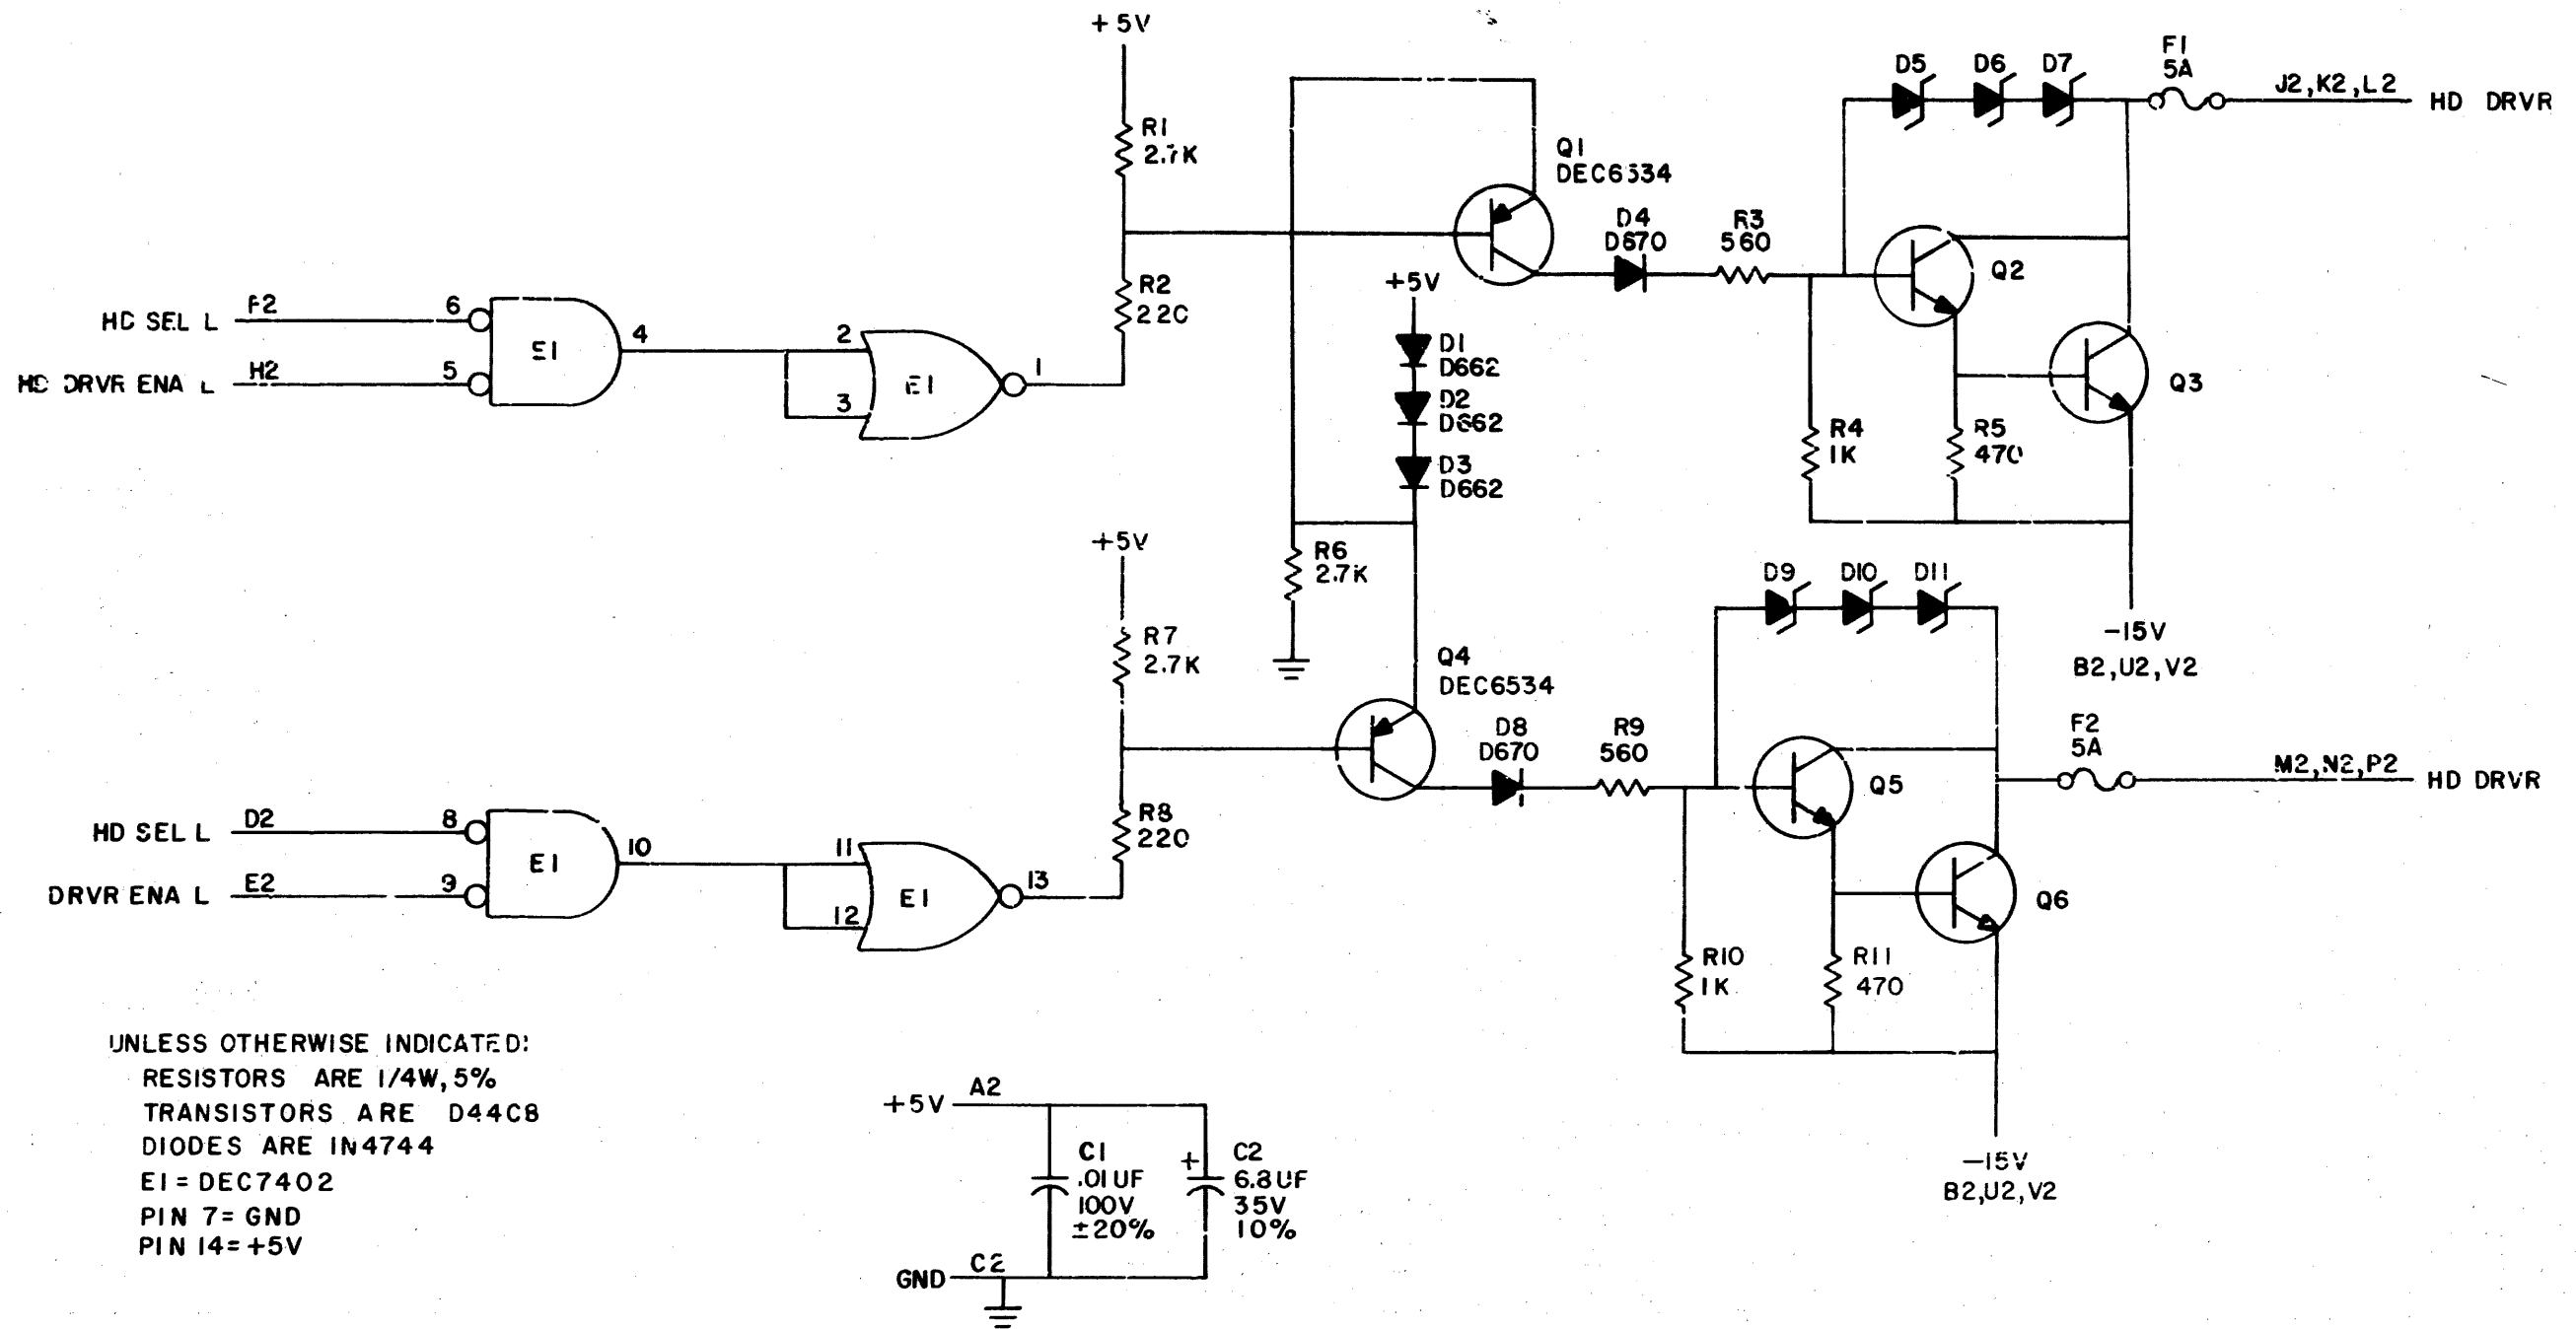 +5V
R1
2.7K
R2
220
HD SEL L
F2
6
HD DRVR ENA L
H2
5
E1
4
2
3
E1
1
Q1
DEC6534
D4
D670
R3
560
D5
D6
D7
F1
5A
J2,K2,L2
HD DRVR
Q2
Q3
R4
1K
R5
470
-15V
B2,U2,V2
+5V
D1
D662
D2
D662
D3
D662
R6
2.7K
+5V
R7
2.7K
R8
220
HD SEL L
D2
8
DRVR ENA L
E2
9
E1
10
11
12
E1
13
Q4
DEC6534
D8
D670
R9
560
D9
D10
D11
F2
5A
M2,N2,P2
HD DRVR
Q5
Q6
R10
1K
R11
470
-15V
B2,U2,V2
UNLESS OTHERWISE INDICATED:
RESISTORS ARE 1/4W, 5%
TRANSISTORS ARE D44C8
DIODES ARE IN4744
E1=DEC7402
PIN 7=GND
PIN 14=+5V
+5V
A2
C1
.01UF
100V
±20%
+
C2
6.8UF
35V
10%
GND
C2